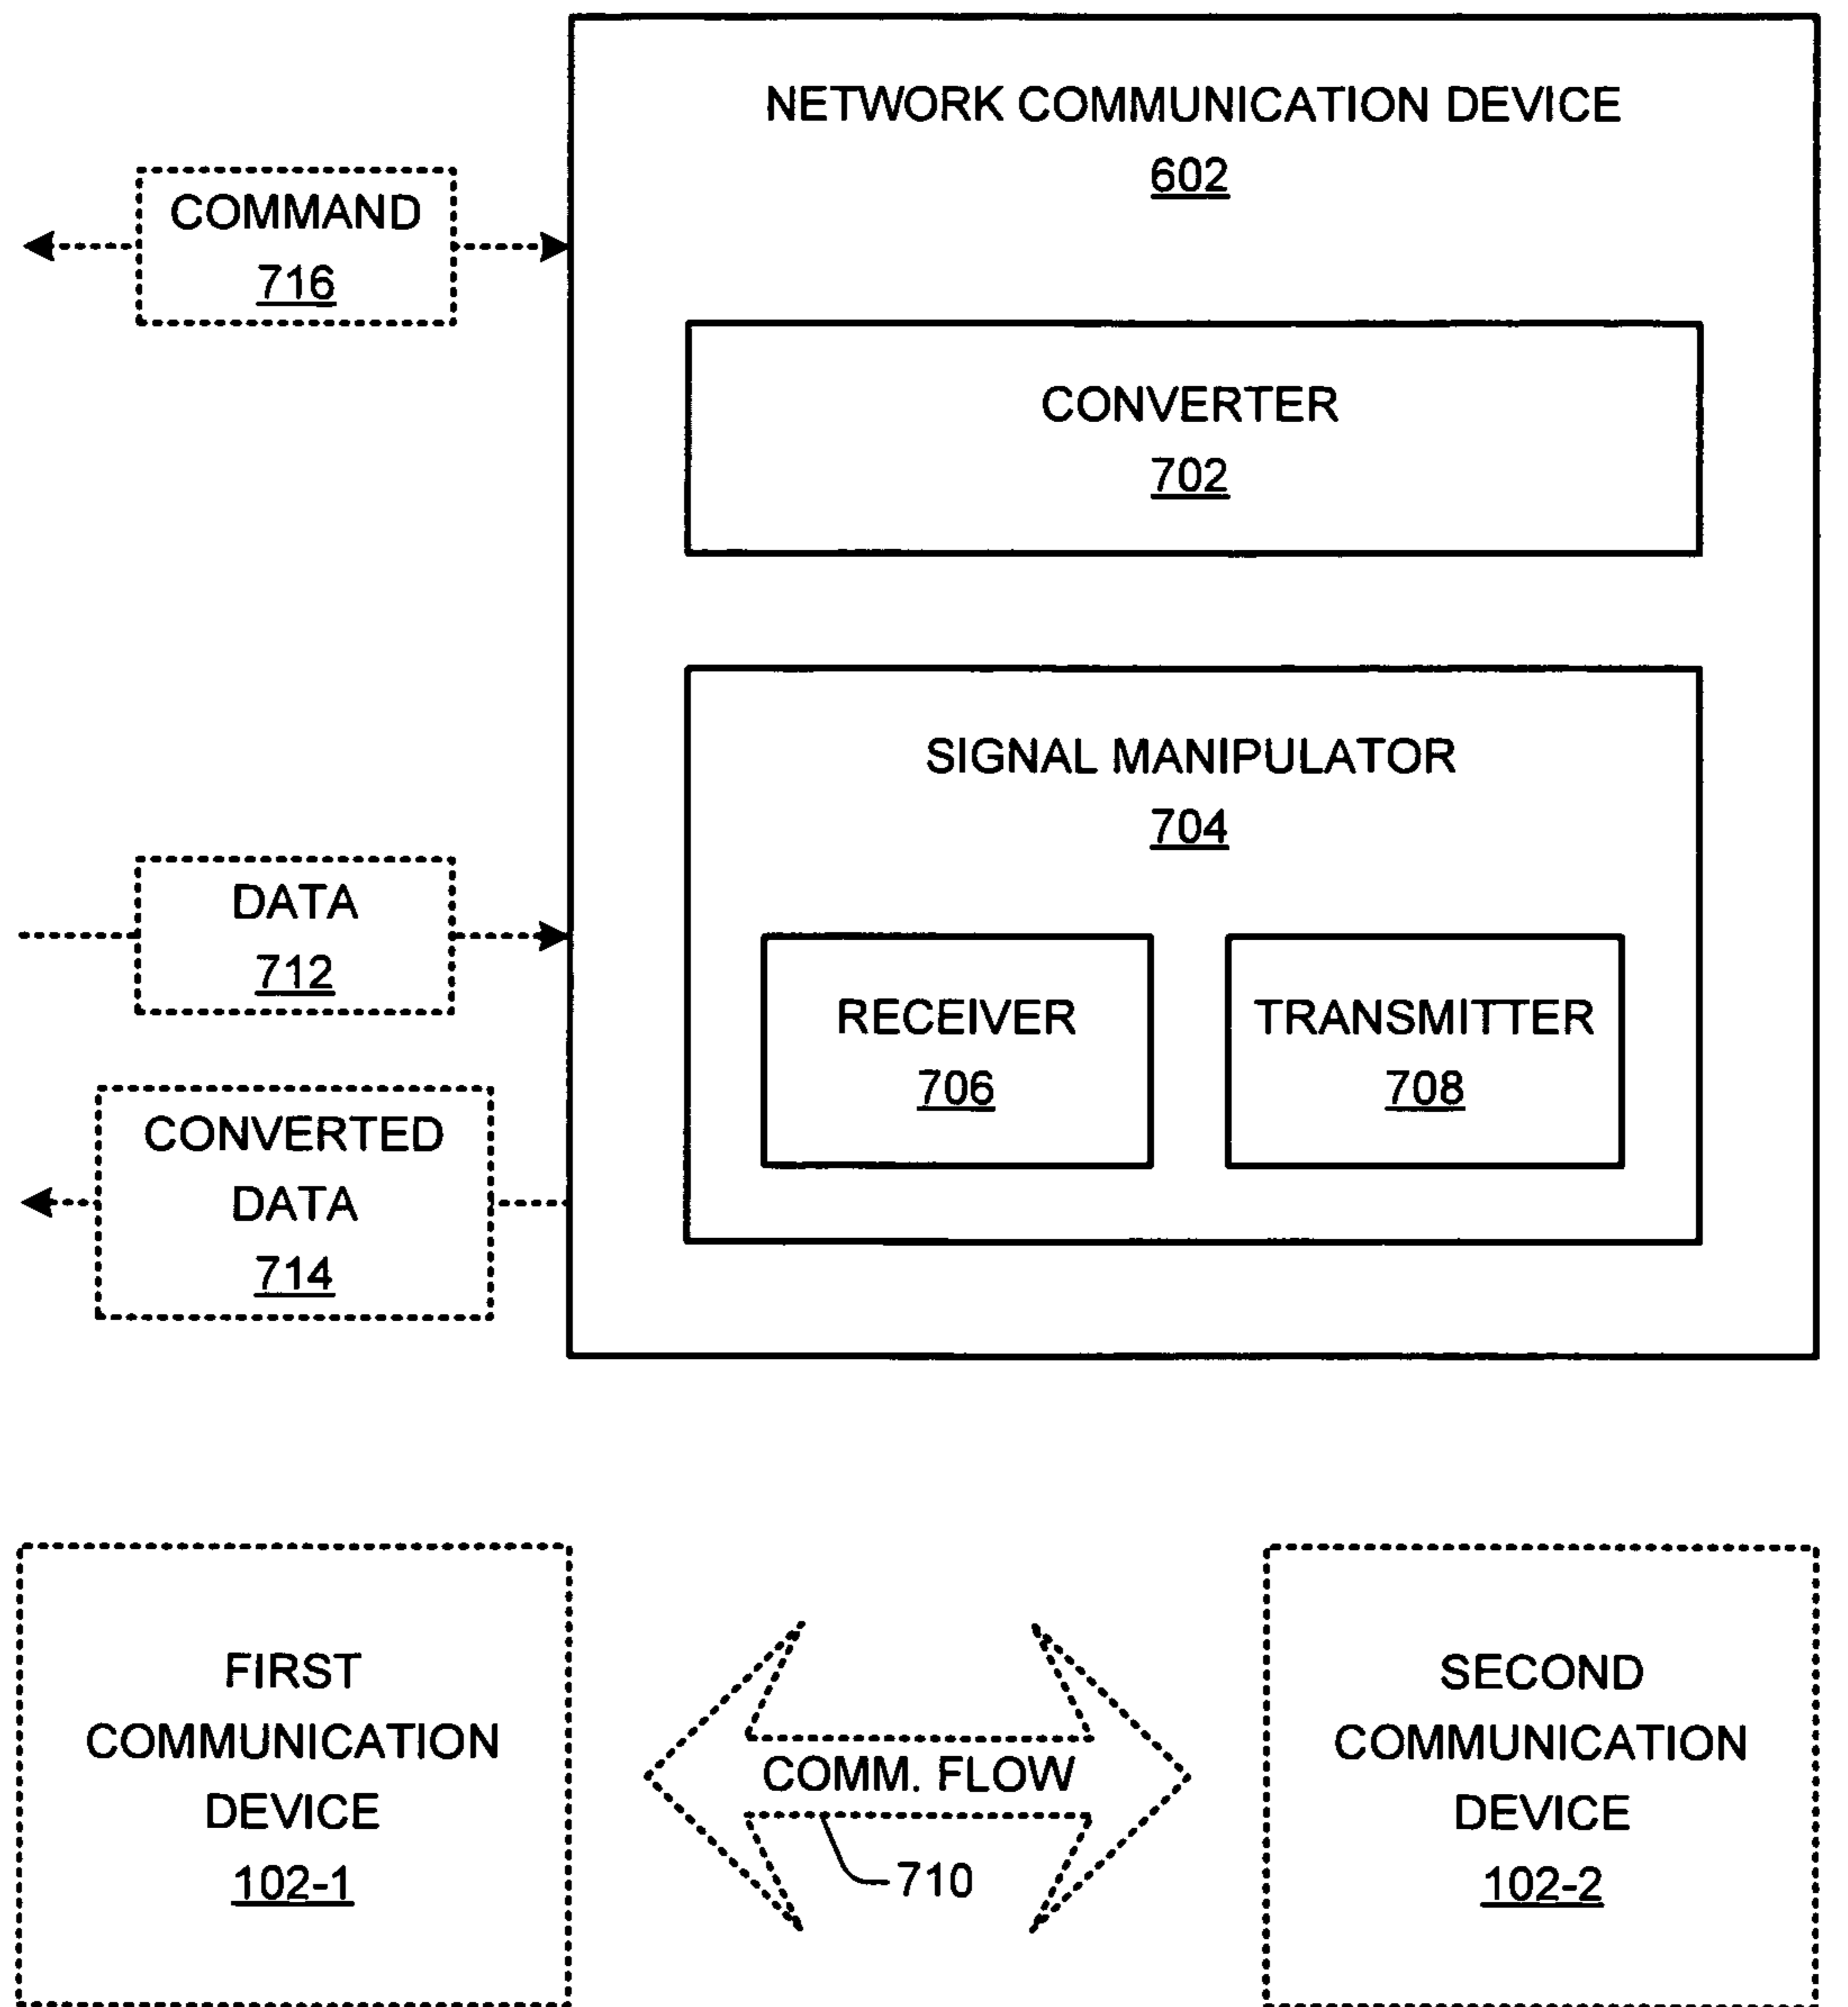 NETWORK COMMUNICATION DEVICE
602
COMMAND
716
CONVERTER
702
SIGNAL MANIPULATOR
704
DATA
712
RECEIVER
706
TRANSMITTER
708
CONVERTED
DATA
714
FIRST
COMMUNICATION
DEVICE
102-1
COMM. FLOW
710
SECOND
COMMUNICATION
DEVICE
102-2